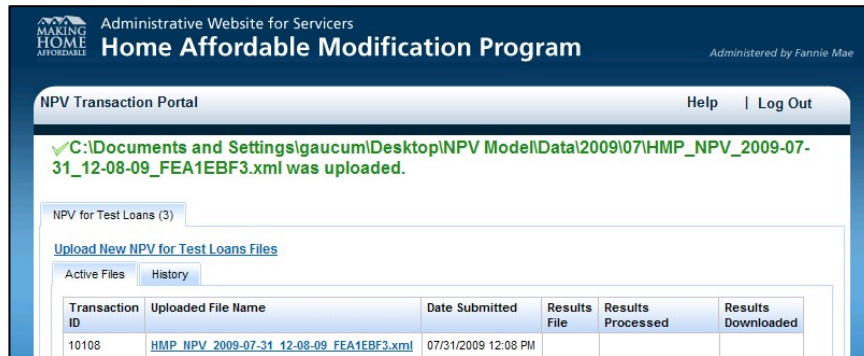 MAKING
HOME
AFFORDABLE
Administrative Website for Servicers
Home Affordable Modification Program
Administered by Fannie Mae
NPV Transaction Portal
Help | Log Out
C:\Documents and Settings\gaucum\Desktop\NPV Model\Data\2009\07\HMP_NPV_2009-07-
31_12-08-09_FEA1EBF3.xml was uploaded.
NPV for Test Loans (3)
Upload New NPV for Test Loans Files
Active Files History
Transaction ID Uploaded File Name Date Submitted Results File Results Processed Results Downloaded
10108 HMP_NPV_2009-07-31_12-08-09_FEA1EBF3.xml 07/31/2009 12:08 PM